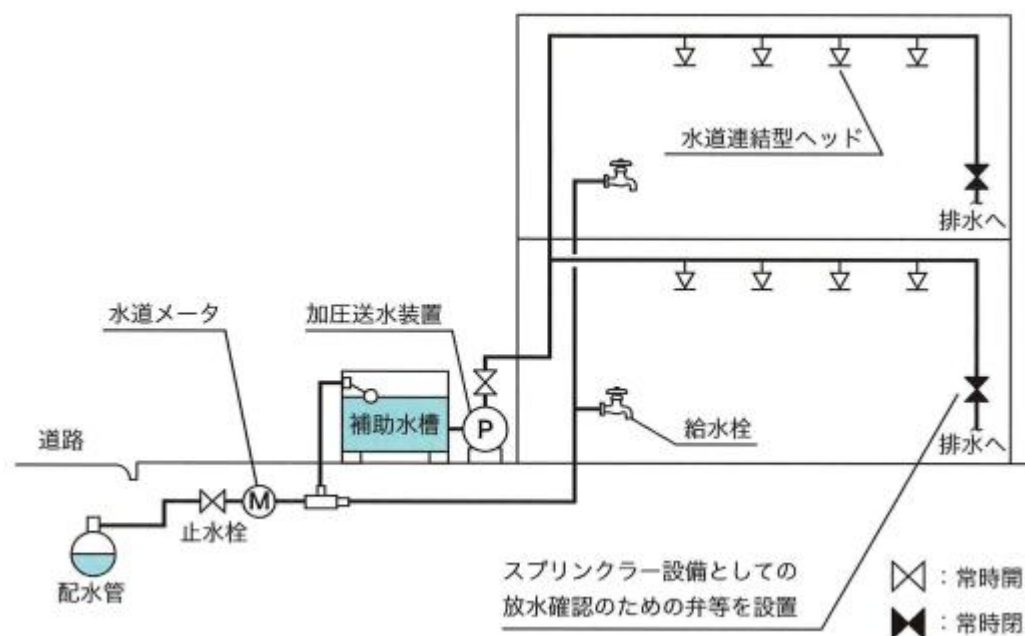 水道連結型ヘッド
排水へ
水道メータ
加圧送水装置
補助水槽
P
給水栓
排水へ
道路
M
止水栓
配水管
スプリンクラー設備としての
放水確認のための弁等を設置
：常時開
：常時閉